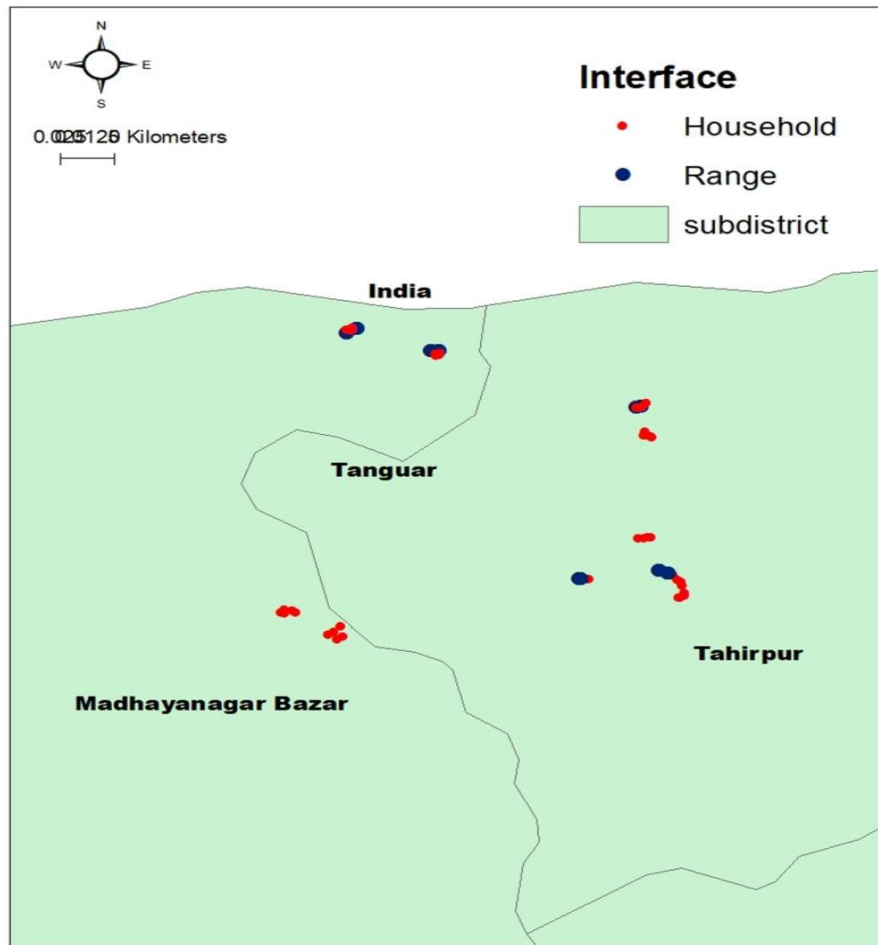 N
W E
S
Kilometers
Interface
Household
Range
subdistrict
India
Tanguar
Tahirpur
Madhayanagar Bazar